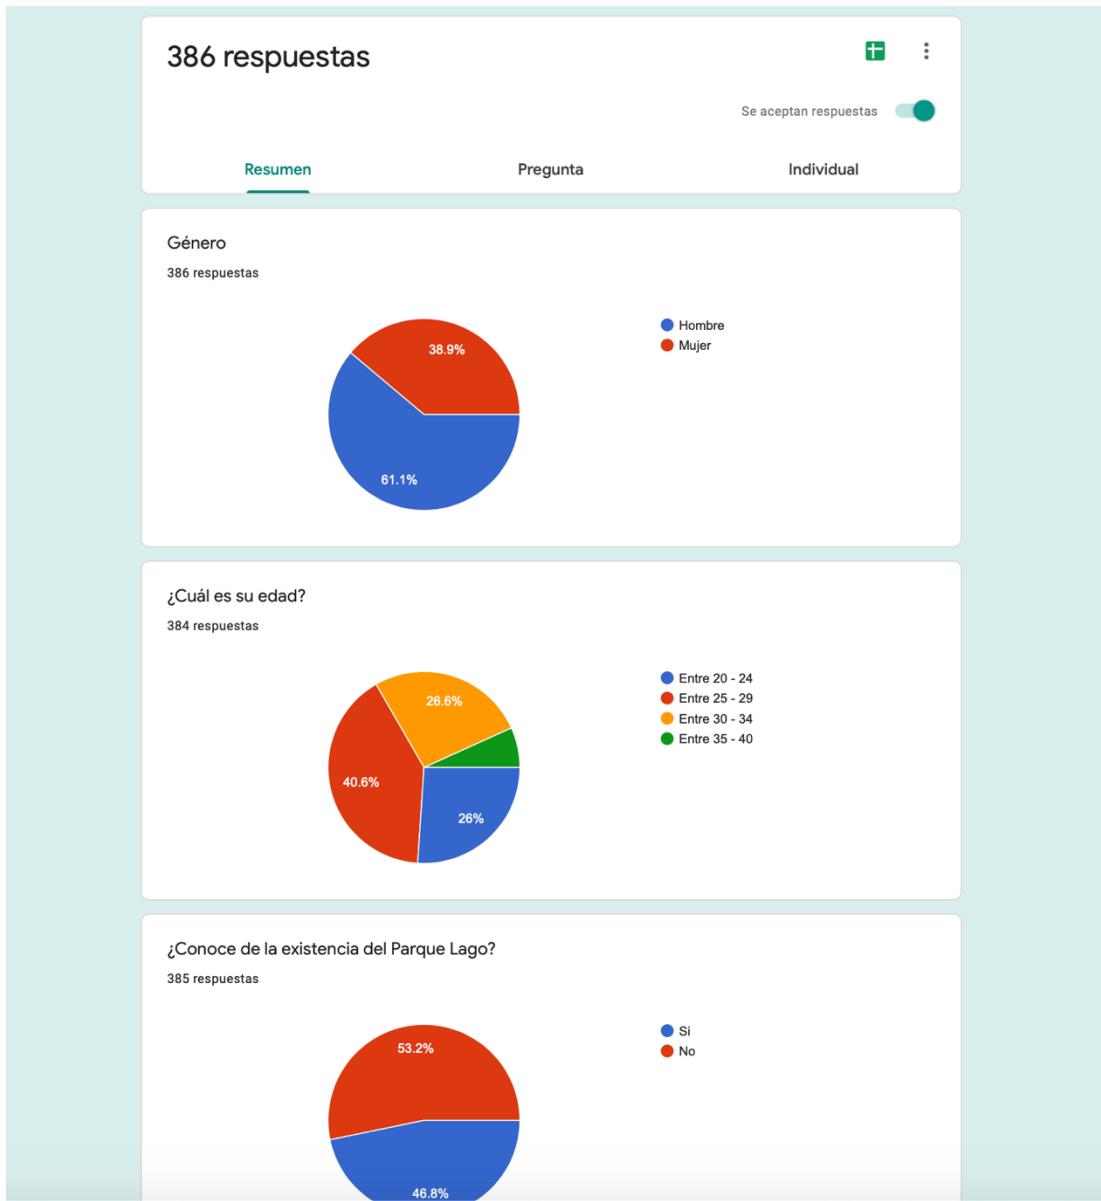 386 respuestas
Se aceptan respuestas
Resumen
Pregunta
Individual
Género
386 respuestas
Hombre
Mujer
38.9%
61.1%
¿Cuál es su edad?
384 respuestas
Entre 20 - 24
Entre 25 - 29
Entre 30 - 34
Entre 35 - 40
26.6%
40.6%
26%
¿Conoce de la existencia del Parque Lago?
385 respuestas
Si
No
53.2%
46.8%